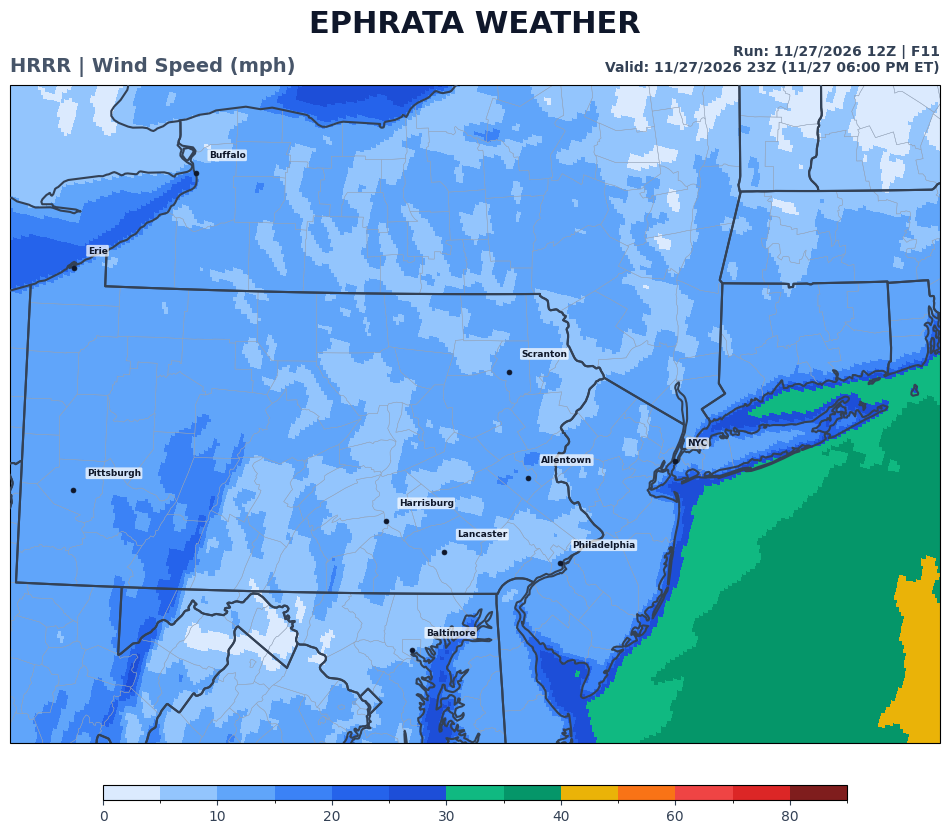 EPHRATA WEATHER
HRRR | Wind Speed (mph)
Run: 11/27/2026 12Z | F11
Valid: 11/27/2026 23Z (11/27 06:00 PM ET)
Buffalo
Erie
Scranton
NYC
Allentown
Pittsburgh
Harrisburg
Lancaster
Philadelphia
Baltimore
0 10 20 30 40 50 60 70 80